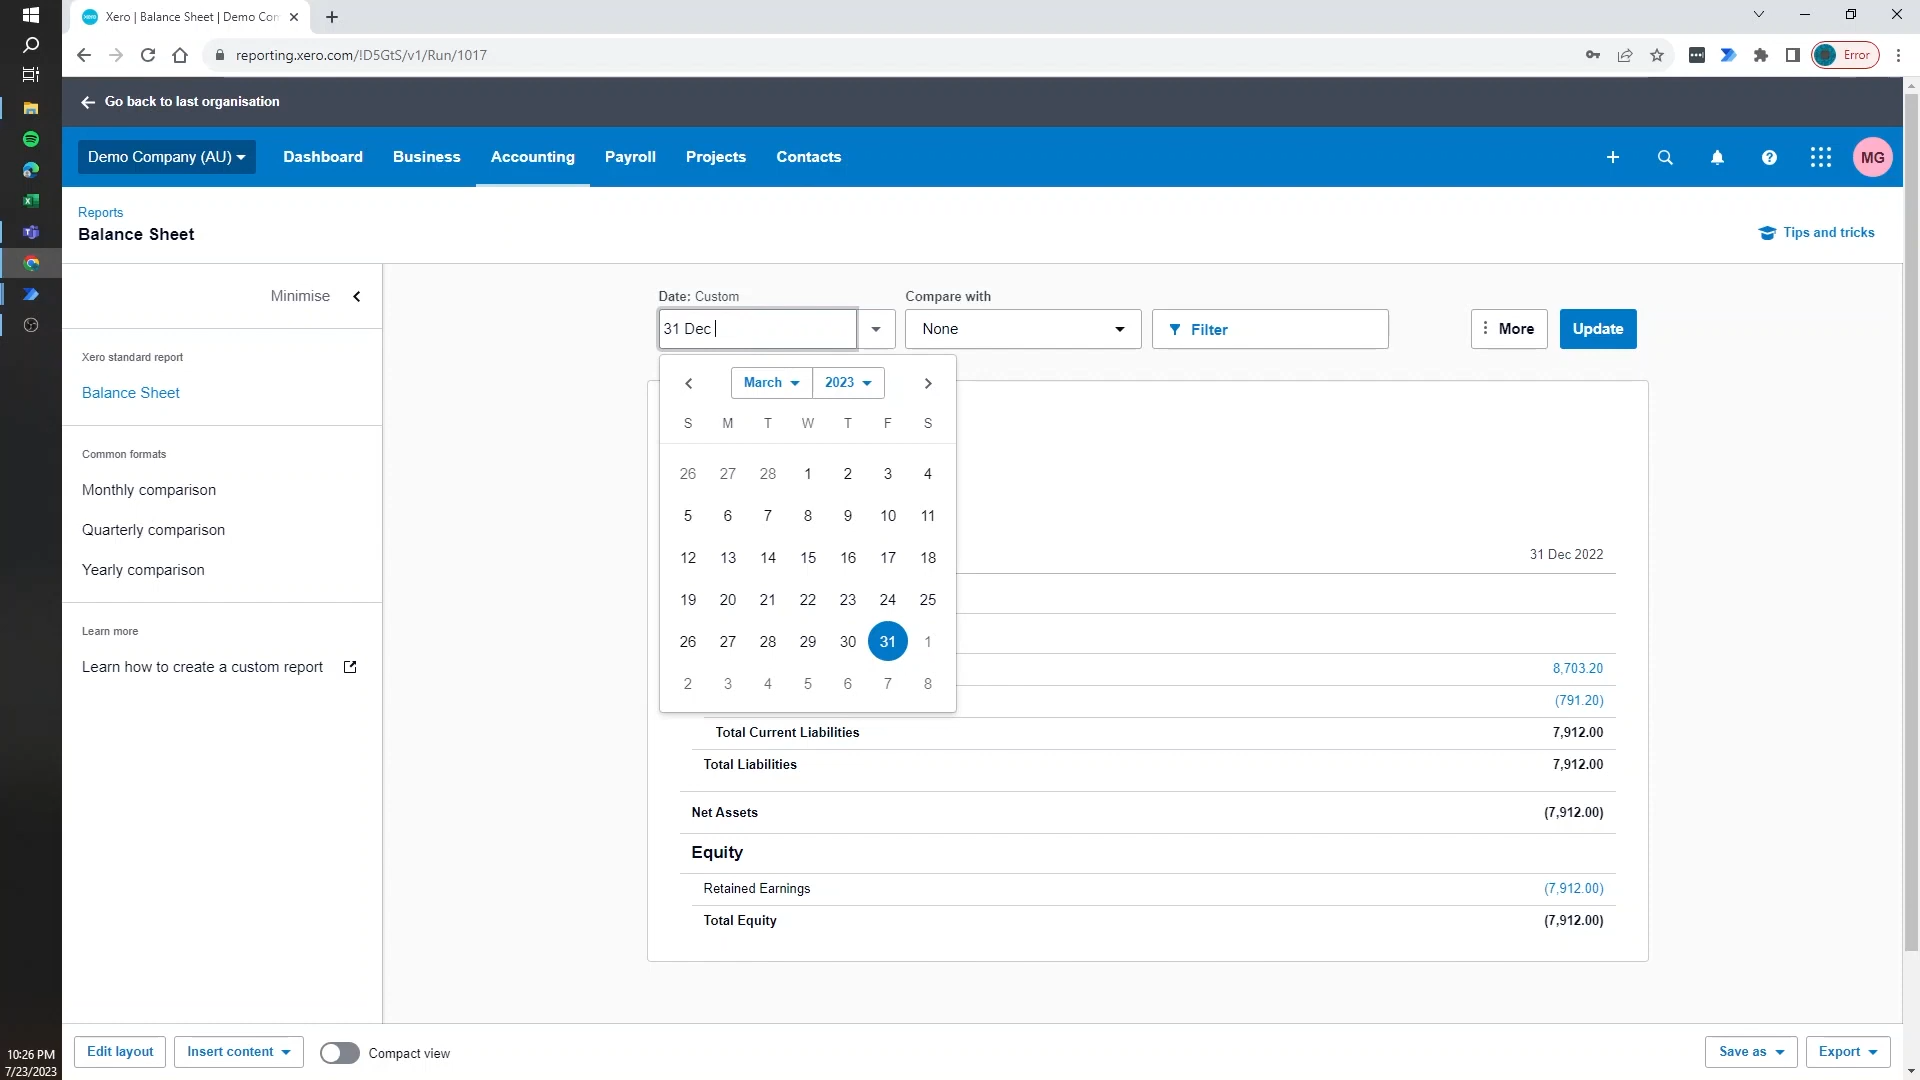 Xero | Balance Sheet | Demo Con
reporting.xero.com/!D5GtS/v1/Run/1017
Error
Go back to last organisation
Demo Company (AU)
Dashboard
Business
Accounting
Payroll
Projects
Contacts
MG
Reports
Balance Sheet
Tips and tricks
Minimise
Xero standard report
Balance Sheet
Common formats
Monthly comparison
Quarterly comparison
Yearly comparison
Learn more
Learn how to create a custom report
Date: Custom
31 Dec
Compare with
None
Filter
More
Update
March
2023
S M T W T F S
26 27 28 1 2 3 4
5 6 7 8 9 10 11
12 13 14 15 16 17 18
19 20 21 22 23 24 25
26 27 28 29 30 31 1
2 3 4 5 6 7 8
31 Dec 2022
8,703.20
(791.20)
Total Current Liabilities 7,912.00
Total Liabilities 7,912.00
Net Assets (7,912.00)
Equity
Retained Earnings (7,912.00)
Total Equity (7,912.00)
Edit layout
Insert content
Compact view
Save as
Export
10:26 PM
7/23/2023